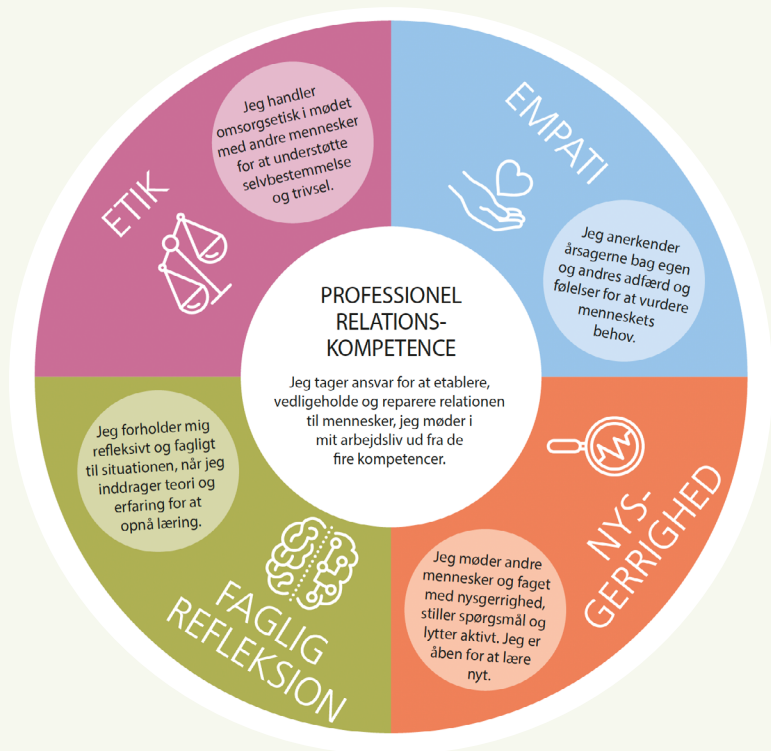 ETIK
Jeg handler
omsorgsetisk i mødet
med andre mennesker
for at understøtte
selvbestemmelse
og trivsel.
EMPATI
Jeg anerkender
årsagerne bag egen
og andres adfærd og
følelser for at vurdere
menneskets
behov.
PROFESSIONEL
RELATIONS-
KOMPETENCE
Jeg tager ansvar for at etablere,
vedligeholde og reparere relationen
til mennesker, jeg møder i
mit arbejdsliv ud fra de
fire kompetencer.
Jeg forholder mig
refleksivt og fagligt
til situationen, når jeg
inddrager teori og
erfaring for at
opnå læring.
FAGLIG
REFLEKSION
NYS-
GERRIGHED
Jeg møder andre
mennesker og faget
med nysgerrighed,
stiller spørgsmål og
lytter aktivt. Jeg er
åben for at lære
nyt.